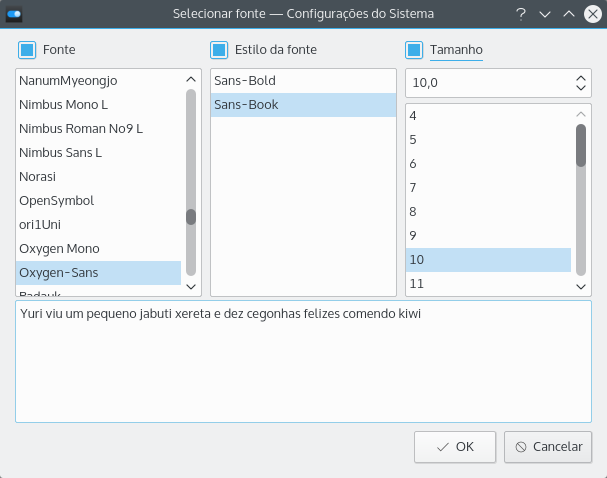 Selecionar fonte — Configurações do Sistema
Fonte
Estilo da fonte
Tamanho
NanumMyeongjo
Nimbus Mono L
Nimbus Roman No9 L
Nimbus Sans L
Norasi
OpenSymbol
ori1Uni
Oxygen Mono
Oxygen-Sans
Padauk
Sans-Bold
Sans-Book
10,0
4
5
6
7
8
9
10
11
Yuri viu um pequeno jabuti xereta e dez cegonhas felizes comendo kiwi
OK
Cancelar